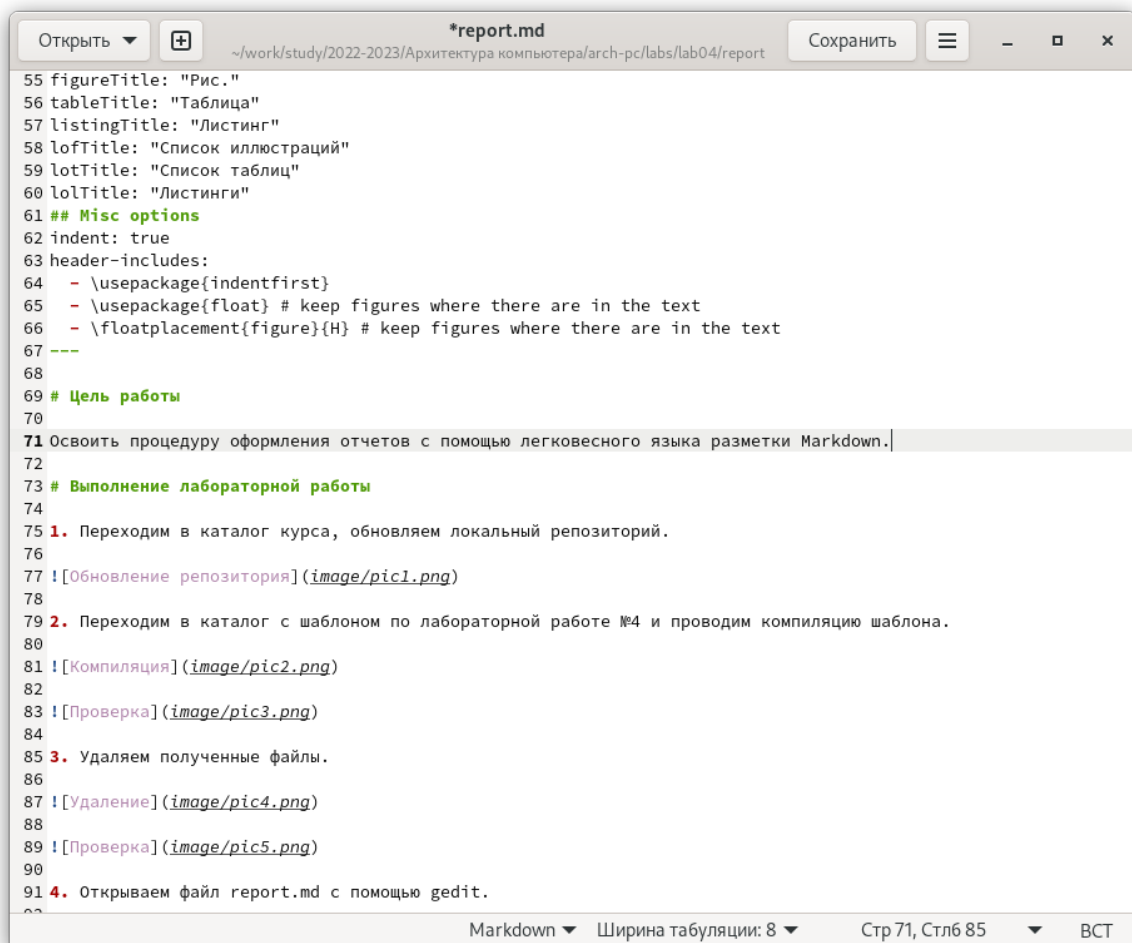 Открыть
*report.md
~/work/study/2022-2023/Архитектура компьютера/arch-pc/labs/lab04/report
Сохранить
55 figureTitle: "Рис."
56 tableTitle: "Таблица"
57 listingTitle: "Листинг"
58 lofTitle: "Список иллюстраций"
59 lotTitle: "Список таблиц"
60 lolTitle: "Листинги"
61 ## Misc options
62 indent: true
63 header-includes:
64   - \usepackage{indentfirst}
65   - \usepackage{float} # keep figures where there are in the text
66   - \floatplacement{figure}{H} # keep figures where there are in the text
67 ---
68
69 # Цель работы
70
71 Освоить процедуру оформления отчетов с помощью легковесного языка разметки Markdown.
72
73 # Выполнение лабораторной работы
74
75 1. Переходим в каталог курса, обновляем локальный репозиторий.
76
77 ![Обновление репозитория](image/pic1.png)
78
79 2. Переходим в каталог с шаблоном по лабораторной работе №4 и проводим компиляцию шаблона.
80
81 ![Компиляция](image/pic2.png)
82
83 ![Проверка](image/pic3.png)
84
85 3. Удаляем полученные файлы.
86
87 ![Удаление](image/pic4.png)
88
89 ![Проверка](image/pic5.png)
90
91 4. Открываем файл report.md с помощью gedit.
Markdown Ширина табуляции: 8 Стр 71, Стлб 85 ВСТ